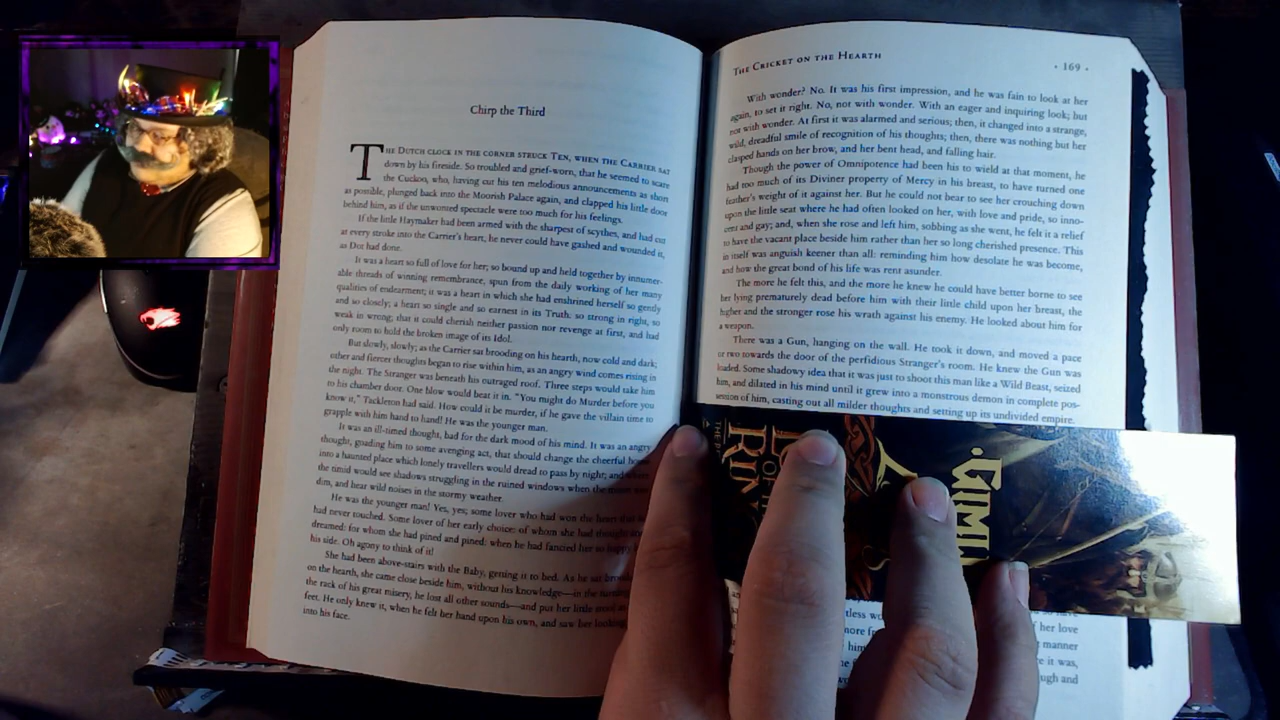 Chirp the Third
THE DUTCH CLOCK IN THE CORNER STRUCK TEN, WHEN THE CARRIER SAT
down by his fireside. So troubled and grief-worn, that he seemed to scare
the Cuckoo, who, having cut his ten melodious announcements as short
as possible, plunged back into the Moorish Palace again, and clapped his little door
behind him, as if the unwonted spectacle were too much for his feelings.
If the little Haymaker had been armed with the sharpest of scythes, and had cut
at every stroke into the Carrier's heart, he never could have gashed and wounded it,
as Dot had done.
It was a heart so full of love for her; so bound up and held together by innumer-
able threads of winning remembrance, spun from the daily working of her many
qualities of endearment; it was a heart in which she had enshrined herself so gently
and so closely; a heart so single and so earnest in its Truth: so strong in right, so
weak in wrong; that it could cherish neither passion nor revenge at first, and had
only room to hold the broken image of its Idol.
But slowly, slowly; as the Carrier sat brooding on his hearth, now cold and dark;
other and fiercer thoughts began to rise within him, as an angry wind comes rising in
the night. The Stranger was beneath his outraged roof. Three steps would take him
to his chamber door. One blow would beat it in. "You might do Murder before you
know it," Tackleton had said. How could it be murder, if he gave the villain time to
grapple with him hand to hand! He was the younger man.
It was an ill-timed thought, bad for the dark mood of his mind. It was an angry
thought, goading him to some avenging act, that should change the cheerful house
into a haunted place which lonely travellers would dread to pass by night; and where
the timid would see shadows struggling in the ruined windows when the moon was
dim, and hear wild noises in the stormy weather.
He was the younger man! Yes, yes; some lover who had won the heart that he
had never touched. Some lover of her early choice: of whom she had thought and
dreamed: for whom she had pined and pined: when he had fancied her so happy by
his side. Oh agony to think of it!
She had been above-stairs with the Baby, getting it to bed. As he sat brooding
on the hearth, she came close beside him, without his knowledge—in the turning
the rack of his great misery, he lost all other sounds—and put her little stool at
feet. He only knew it, when he felt her hand upon his own, and saw her looking
into his face.
THE CRICKET ON THE HEARTH
• 169 •
With wonder? No. It was his first impression, and he was fain to look at her
again, to set it right. No, not with wonder. With an eager and inquiring look; but
not with wonder. At first it was alarmed and serious; then, it changed into a strange,
wild, dreadful smile of recognition of his thoughts; then, there was nothing but her
clasped hands on her brow, and her bent head, and falling hair.
Though the power of Omnipotence had been his to wield at that moment, he
had too much of its Diviner property of Mercy in his breast, to have turned one
feather's weight of it against her. But he could not bear to see her crouching down
upon the little seat where he had often looked on her, with love and pride, so inno-
cent and gay; and, when she rose and left him, sobbing as she went, he felt it a relief
to have the vacant place beside him rather than her so long cherished presence. This
in itself was anguish keener than all: reminding him how desolate he was become,
and how the great bond of his life was rent asunder.
The more he felt this, and the more he knew he could have better borne to see
her lying prematurely dead before him with their little child upon her breast, the
higher and the stronger rose his wrath against his enemy. He looked about him for
a weapon.
There was a Gun, hanging on the wall. He took it down, and moved a pace
or two towards the door of the perfidious Stranger's room. He knew the Gun was
loaded. Some shadowy idea that it was just to shoot this man like a Wild Beast, seized
him, and dilated in his mind until it grew into a monstrous demon in complete pos-
session of him, casting out all milder thoughts and setting up its undivided empire.
THE
OF
GIML
her love
manner
it was,
and